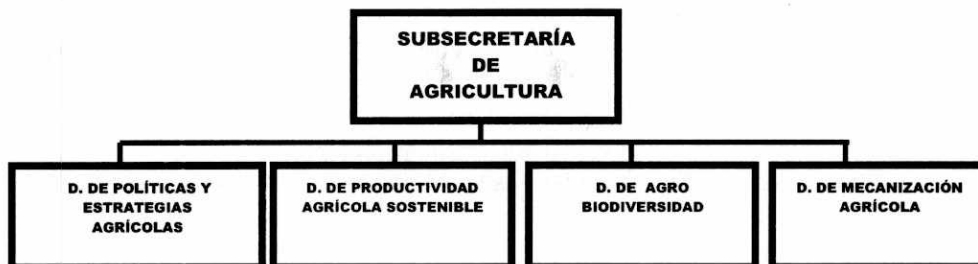 SUBSECRETARÍA
DE
AGRICULTURA
D. DE POLÍTICAS Y
ESTRATEGIAS
AGRÍCOLAS
D. DE PRODUCTIVIDAD
AGRÍCOLA SOSTENIBLE
D. DE AGRO
BIODIVERSIDAD
D. DE MECANIZACIÓN
AGRÍCOLA